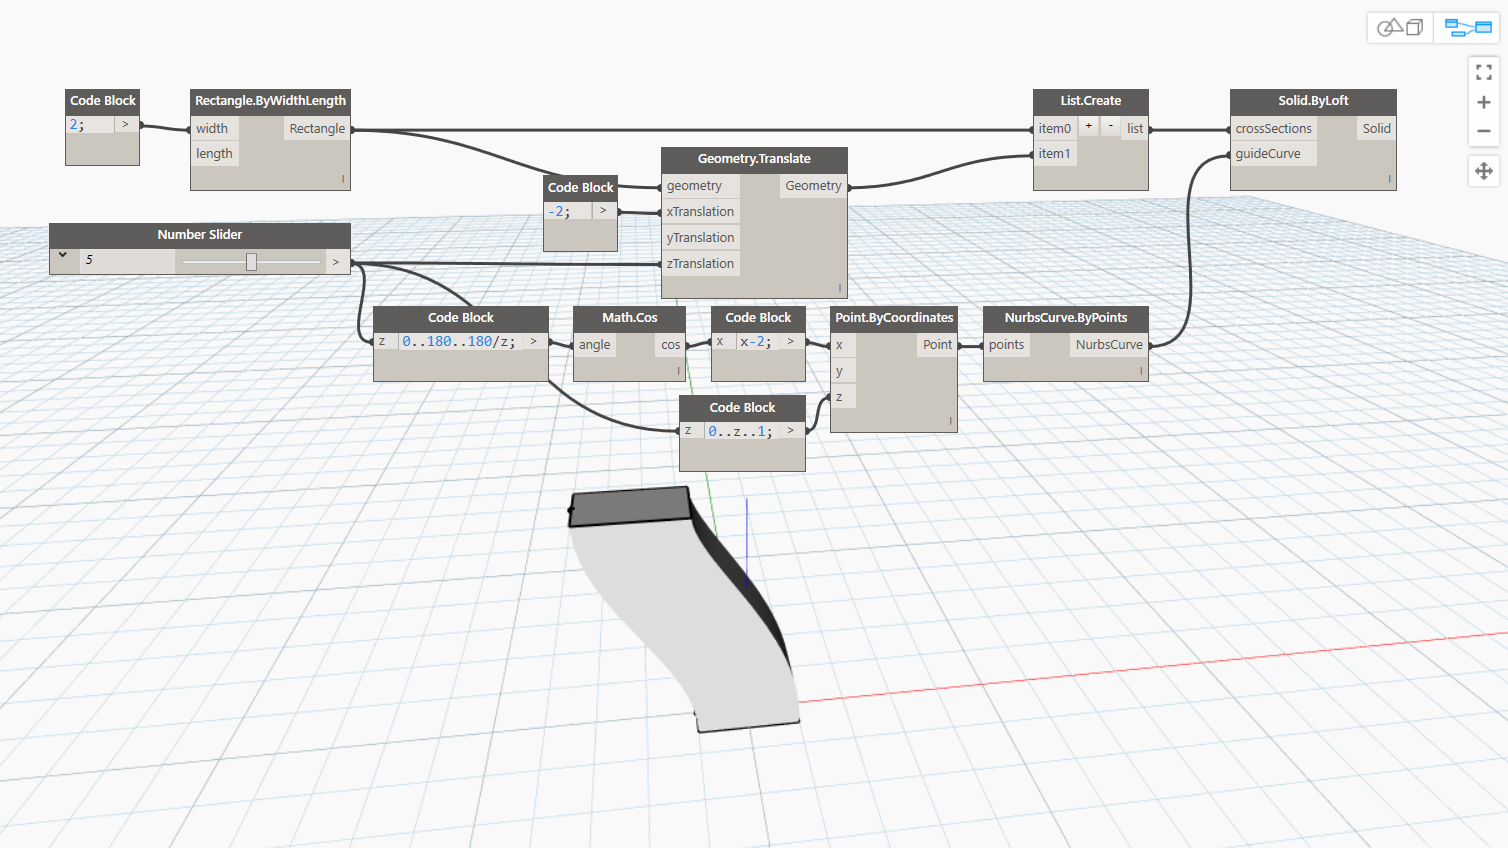 Code Block
2; >
Rectangle.ByWidthLength
width Rectangle
length
l
List.Create
item0 + - list
item1
Solid.ByLoft
crossSections Solid
guideCurve
l
Geometry.Translate
geometry Geometry
xTranslation
yTranslation
zTranslation
l
Code Block
-2; >
Number Slider
5 >
Code Block
z 0..180..180/z; >
Math.Cos
angle cos
l
Code Block
x x-2; >
Point.ByCoordinates
x Point
y
z
l
NurbsCurve.ByPoints
points NurbsCurve
l
Code Block
z 0..z..1; >